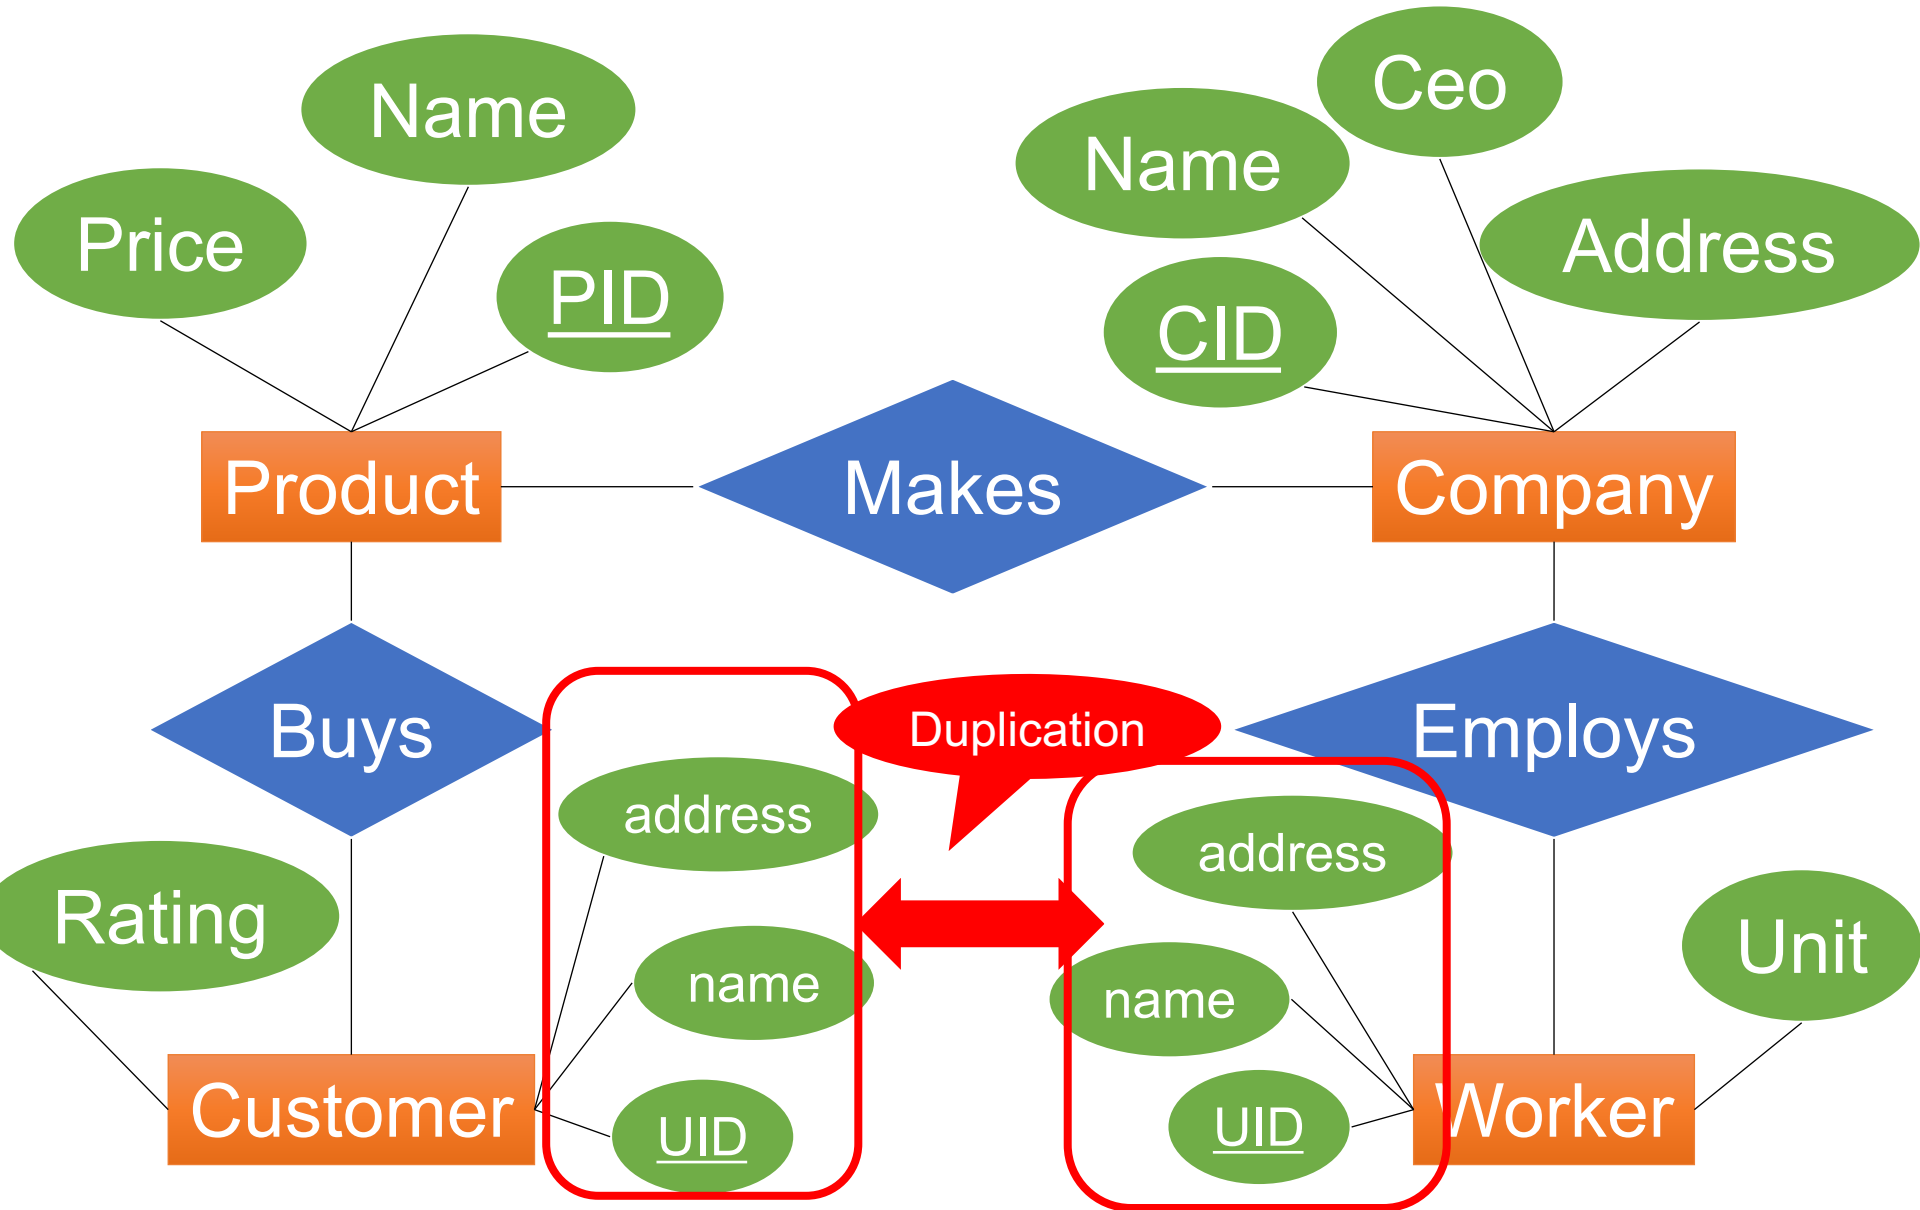 Name
Ceo
Name
Price
Address
PID
CID
Product
Makes
Company
Buys
Duplication
Employs
address
address
Rating
name
name
Unit
Customer
UID
UID
Worker